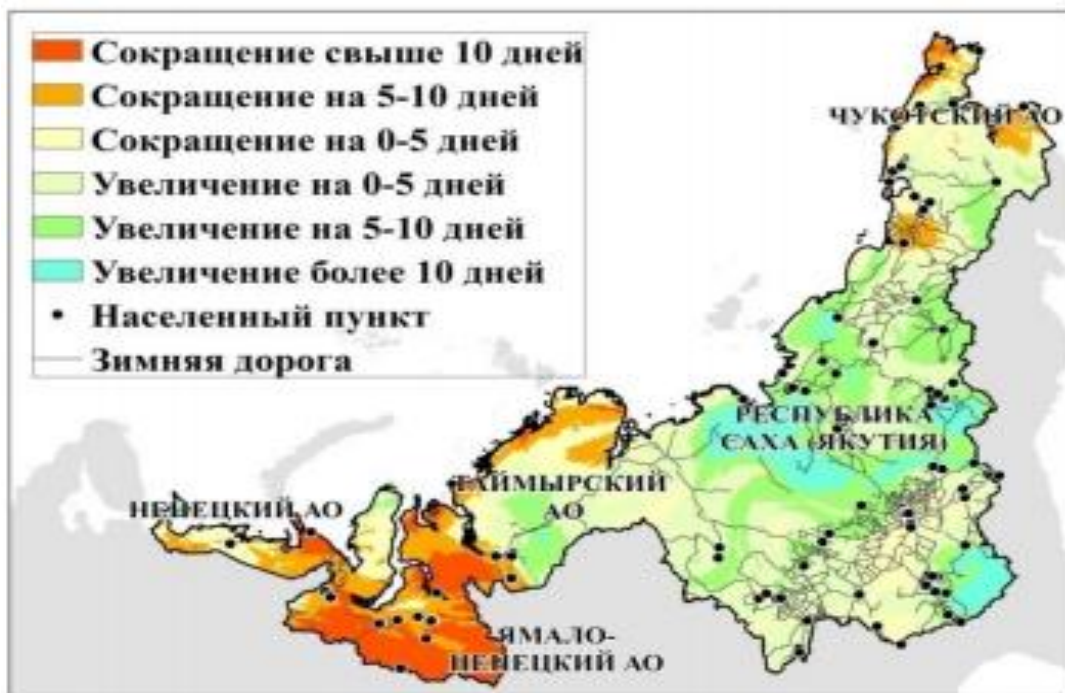 Сокращение свыше 10 дней
Сокращение на 5-10 дней
Сокращение на 0-5 дней
Увеличение на 0-5 дней
Увеличение на 5-10 дней
Увеличение более 10 дней
Населенный пункт
Зимняя дорога
ЧУКОТСКИЙ АО
РЕСПУБЛИКА
САХА (ЯКУТИЯ)
ТАЙМЫРСКИЙ
АО
НЕНЕЦКИЙ АО
ЯМАЛО-
НЕНЕЦКИЙ АО